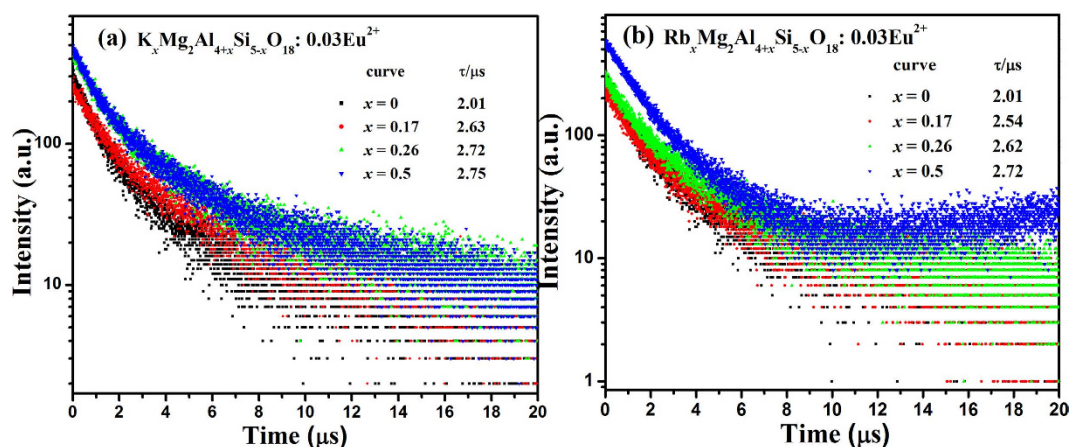 (a) KₓMg₂Al₄₊ₓSi₅₋ₓO₁₈: 0.03Eu²⁺
curve τ/μs
x = 0 2.01
x = 0.17 2.63
x = 0.26 2.72
x = 0.5 2.75
Intensity (a.u.)
100
10
0 2 4 6 8 10 12 14 16 18 20
Time (μs)
(b) RbₓMg₂Al₄₊ₓSi₅₋ₓO₁₈: 0.03Eu²⁺
curve τ/μs
x = 0 2.01
x = 0.17 2.54
x = 0.26 2.62
x = 0.5 2.72
Intensity (a.u.)
100
10
1
0 2 4 6 8 10 12 14 16 18 20
Time (μs)